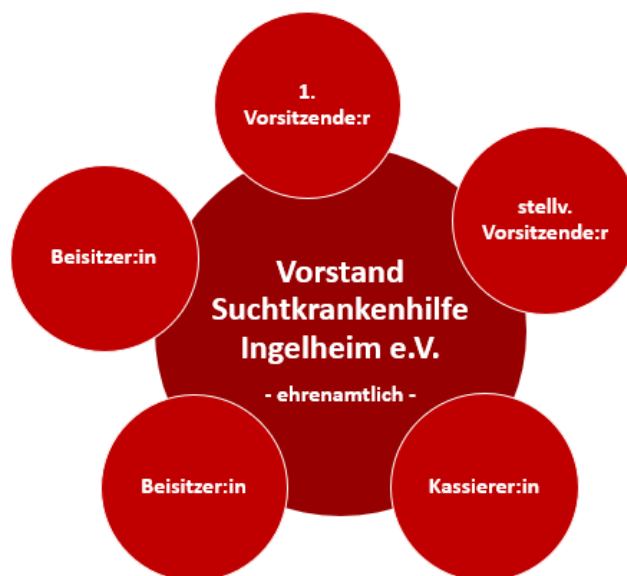 1.
Vorsitzende:r
stellv.
Vorsitzende:r
Beisitzer:in
Vorstand
Suchtkrankenhilfe
Ingelheim e.V.
- ehrenamtlich -
Beisitzer:in
Kassierer:in